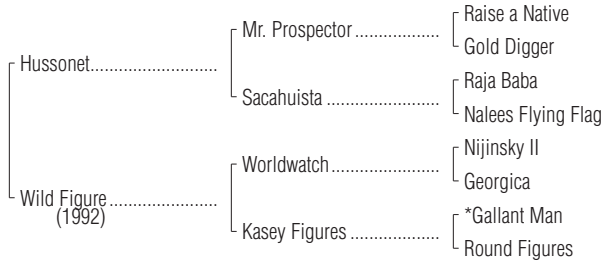 Raise a Native
Mr. Prospector ..................
Gold Digger
Hussonet...........................
Raja Baba
Sacahuista ........................
Nalees Flying Flag
Nijinsky II
Worldwatch.......................
Georgica
Wild Figure.......................
(1992)
*Gallant Man
Kasey Figures ....................
Round Figures